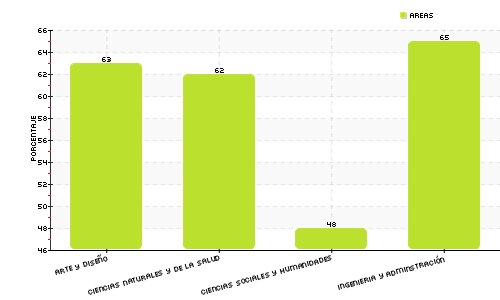 AREAS
66
64
62
60
58
56
54
52
50
48
46
PORCENTAJE
63
62
48
65
ARTE Y DISEÑO
CIENCIAS NATURALES Y DE LA SALUD
CIENCIAS SOCIALES Y HUMANIDADES
INGENIERIA Y ADMINSTRACIÓN